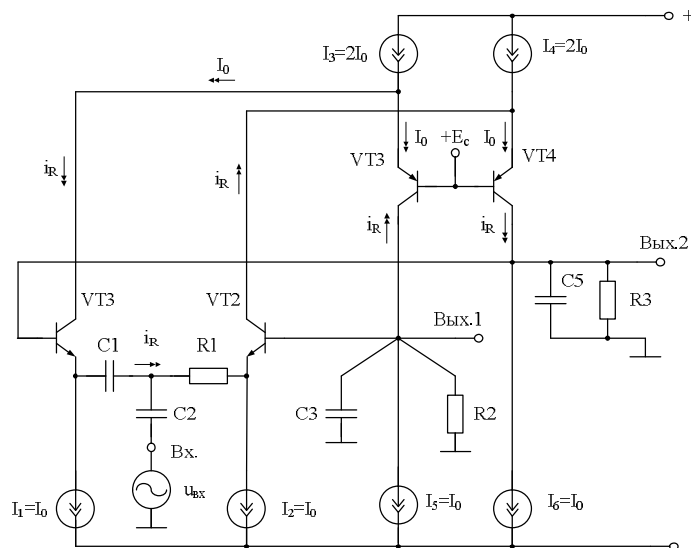 +
I3=2I0
I4=2I0
I0
I0
+Ec
I0
VT3
VT4
iR
iR
iR
iR
Вых.2
C5
R3
VT3
VT2
Вых.1
C1
iR
R1
C2
C3
R2
Вх.
uвх
I1=I0
I2=I0
I5=I0
I6=I0